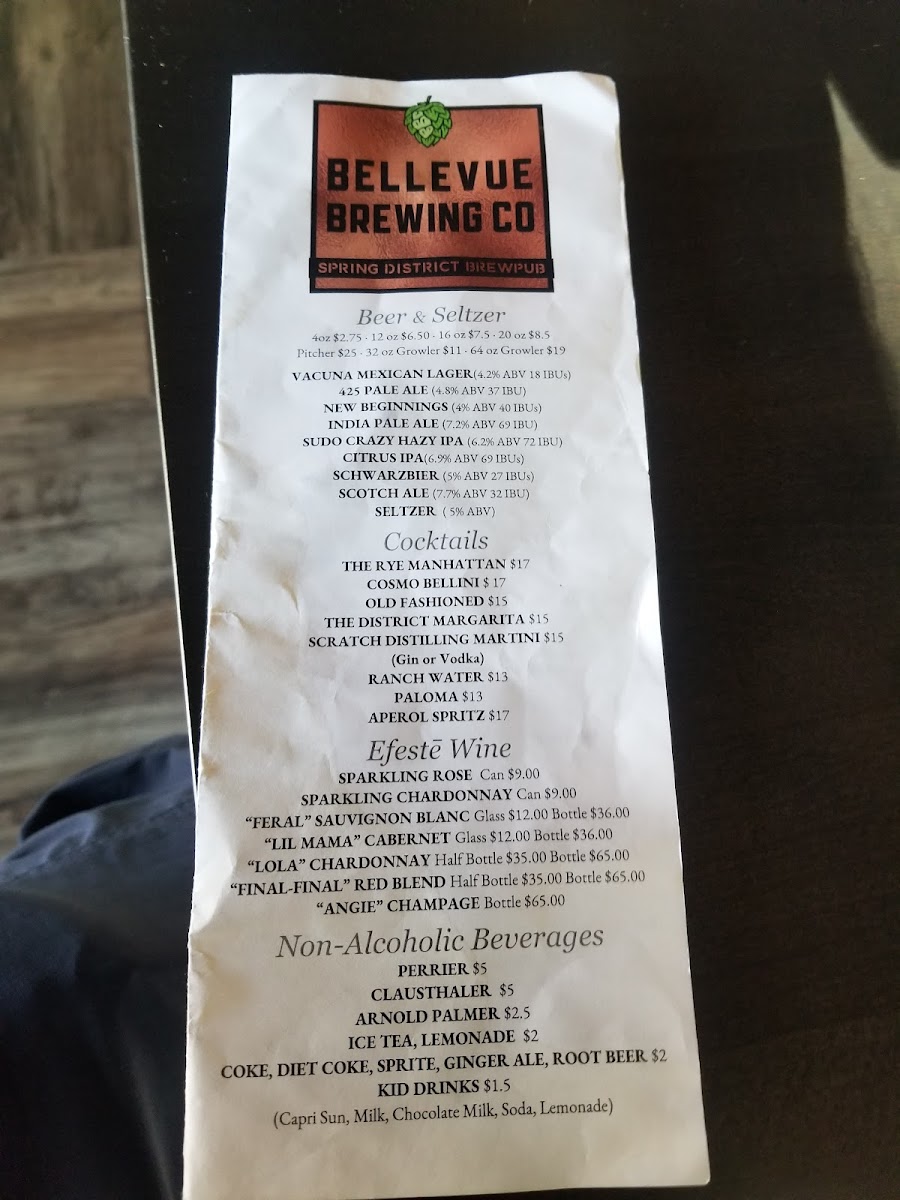 BELLEVUE
BREWING CO
SPRING DISTRICT BREWPUB
Beer & Seltzer
4oz $2.75 - 12 oz $6.50 - 16 oz $7.5 - 20 oz $8.5
Pitcher $25 - 32 oz Growler $11 - 64 oz Growler $19
VACUNA MEXICAN LAGER(4.2% ABV 18 IBUs)
425 PALE ALE (4.8% ABV 37 IBU)
NEW BEGINNINGS (4% ABV 40 IBUs)
INDIA PALE ALE (7.2% ABV 69 IBU)
SUDO CRAZY HAZY IPA (6.2% ABV 72 IBU)
CITRUS IPA(6.9% ABV 69 IBUs)
SCHWARZBIER (5% ABV 27 IBUs)
SCOTCH ALE (7.7% ABV 32 IBU)
SELTZER ( 5% ABV)
Cocktails
THE RYE MANHATTAN $17
COSMO BELLINI $ 17
OLD FASHIONED $15
THE DISTRICT MARGARITA $15
SCRATCH DISTILLING MARTINI $15
(Gin or Vodka)
RANCH WATER $13
PALOMA $13
APEROL SPRITZ $17
Efestē Wine
SPARKLING ROSE Can $9.00
SPARKLING CHARDONNAY Can $9.00
“FERAL” SAUVIGNON BLANC Glass $12.00 Bottle $36.00
“LIL MAMA” CABERNET Glass $12.00 Bottle $36.00
“LOLA” CHARDONNAY Half Bottle $35.00 Bottle $65.00
“FINAL-FINAL” RED BLEND Half Bottle $35.00 Bottle $65.00
“ANGIE” CHAMPAGE Bottle $65.00
Non-Alcoholic Beverages
PERRIER $5
CLAUSTHALER $5
ARNOLD PALMER $2.5
ICE TEA, LEMONADE $2
COKE, DIET COKE, SPRITE, GINGER ALE, ROOT BEER $2
KID DRINKS $1.5
(Capri Sun, Milk, Chocolate Milk, Soda, Lemonade)